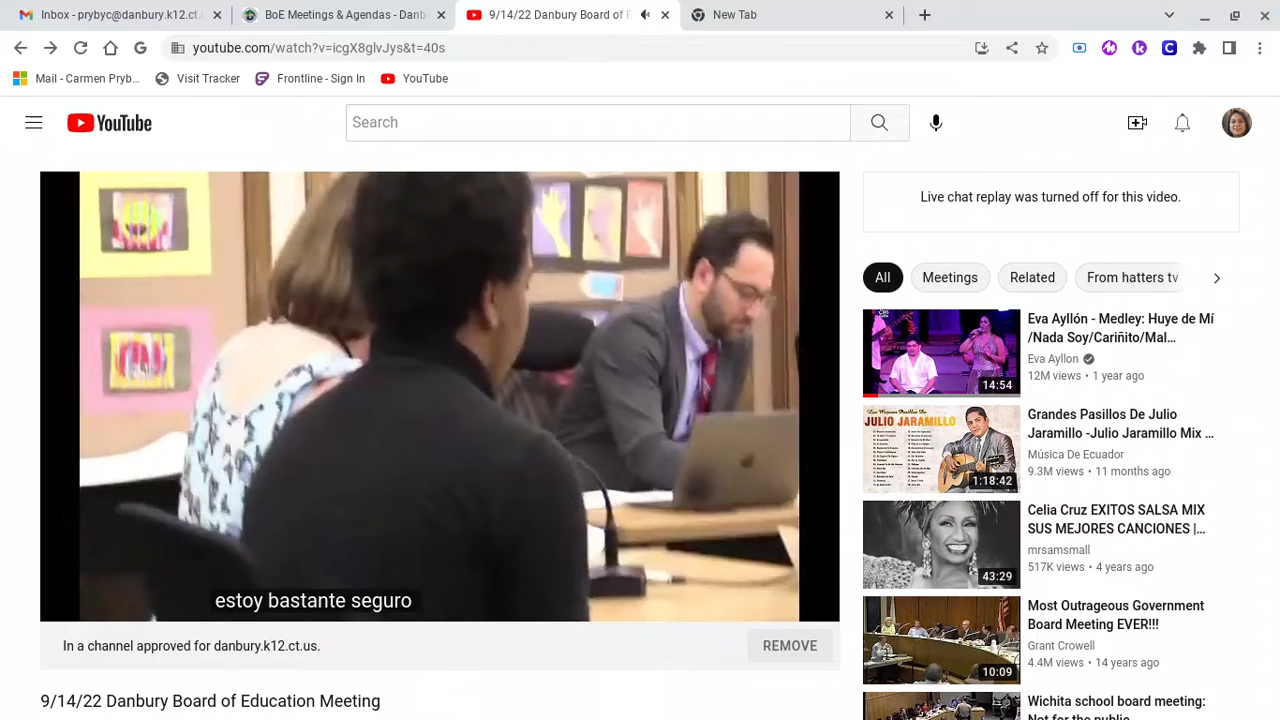 Inbox - prybyc@danbury.k12.ct.u
BoE Meetings & Agendas - Danb
9/14/22 Danbury Board of E
New Tab
youtube.com/watch?v=icgX8glvJys&t=40s
Mail - Carmen Pryb...
Visit Tracker
Frontline - Sign In
YouTube
YouTube
Search
Live chat replay was turned off for this video.
All
Meetings
Related
From hatters tv
Eva Ayllón - Medley: Huye de Mí
/Nada Soy/Cariñito/Mal...
Eva Ayllon
12M views • 1 year ago
14:54
Grandes Pasillos De Julio
Jaramillo -Julio Jaramillo Mix ...
Música De Ecuador
9.3M views • 11 months ago
JULIO JARAMILLO
1:18:42
Celia Cruz EXITOS SALSA MIX
SUS MEJORES CANCIONES |...
mrsamsmall
517K views • 4 years ago
43:29
Most Outrageous Government
Board Meeting EVER!!!
Grant Crowell
4.4M views • 14 years ago
10:09
Wichita school board meeting:
Not for the public
estoy bastante seguro
In a channel approved for danbury.k12.ct.us.
REMOVE
9/14/22 Danbury Board of Education Meeting